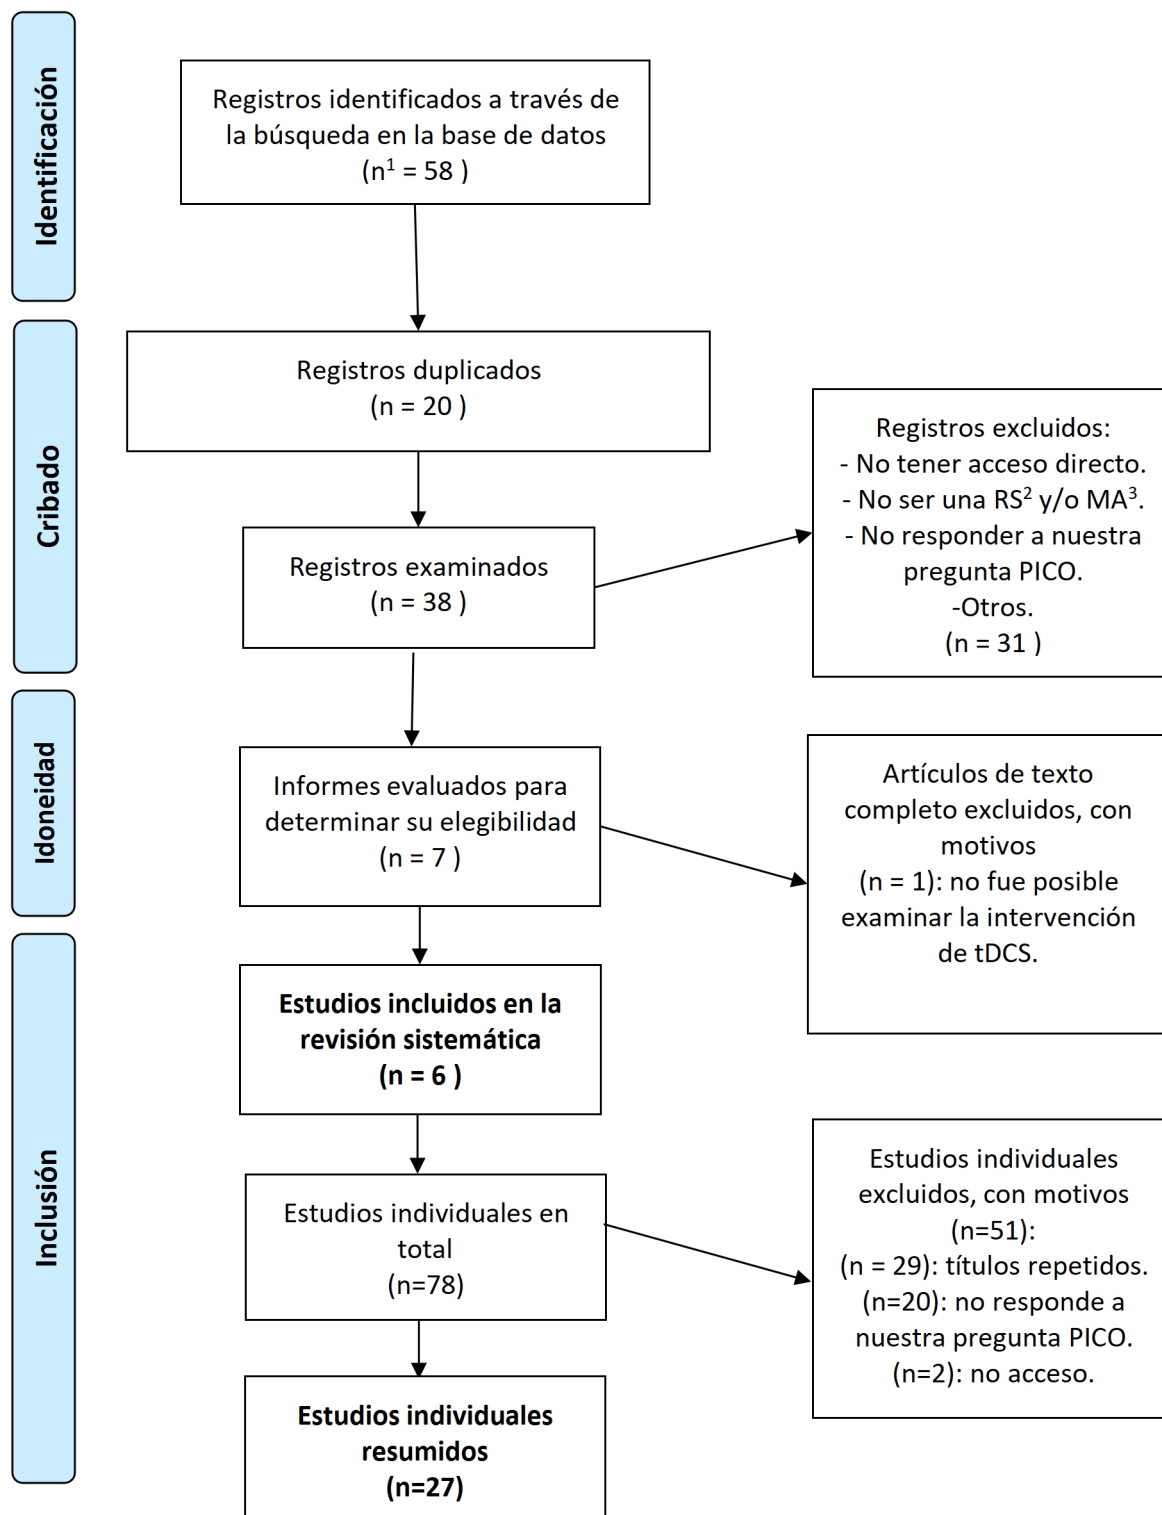 Identificación
Registros identificados a través de
la búsqueda en la base de datos
(n¹ = 58 )
Cribado
Registros duplicados
(n = 20 )
Registros examinados
(n = 38 )
Registros excluidos:
- No tener acceso directo.
- No ser una RS² y/o MA³.
- No responder a nuestra
pregunta PICO.
-Otros.
(n = 31 )
Idoneidad
Informes evaluados para
determinar su elegibilidad
(n = 7 )
Artículos de texto
completo excluidos, con
motivos
(n = 1): no fue posible
examinar la intervención
de tDCS.
Inclusión
Estudios incluidos en la
revisión sistemática
(n = 6 )
Estudios individuales en
total
(n=78)
Estudios individuales
excluidos, con motivos
(n=51):
(n = 29): títulos repetidos.
(n=20): no responde a
nuestra pregunta PICO.
(n=2): no acceso.
Estudios individuales
resumidos
(n=27)